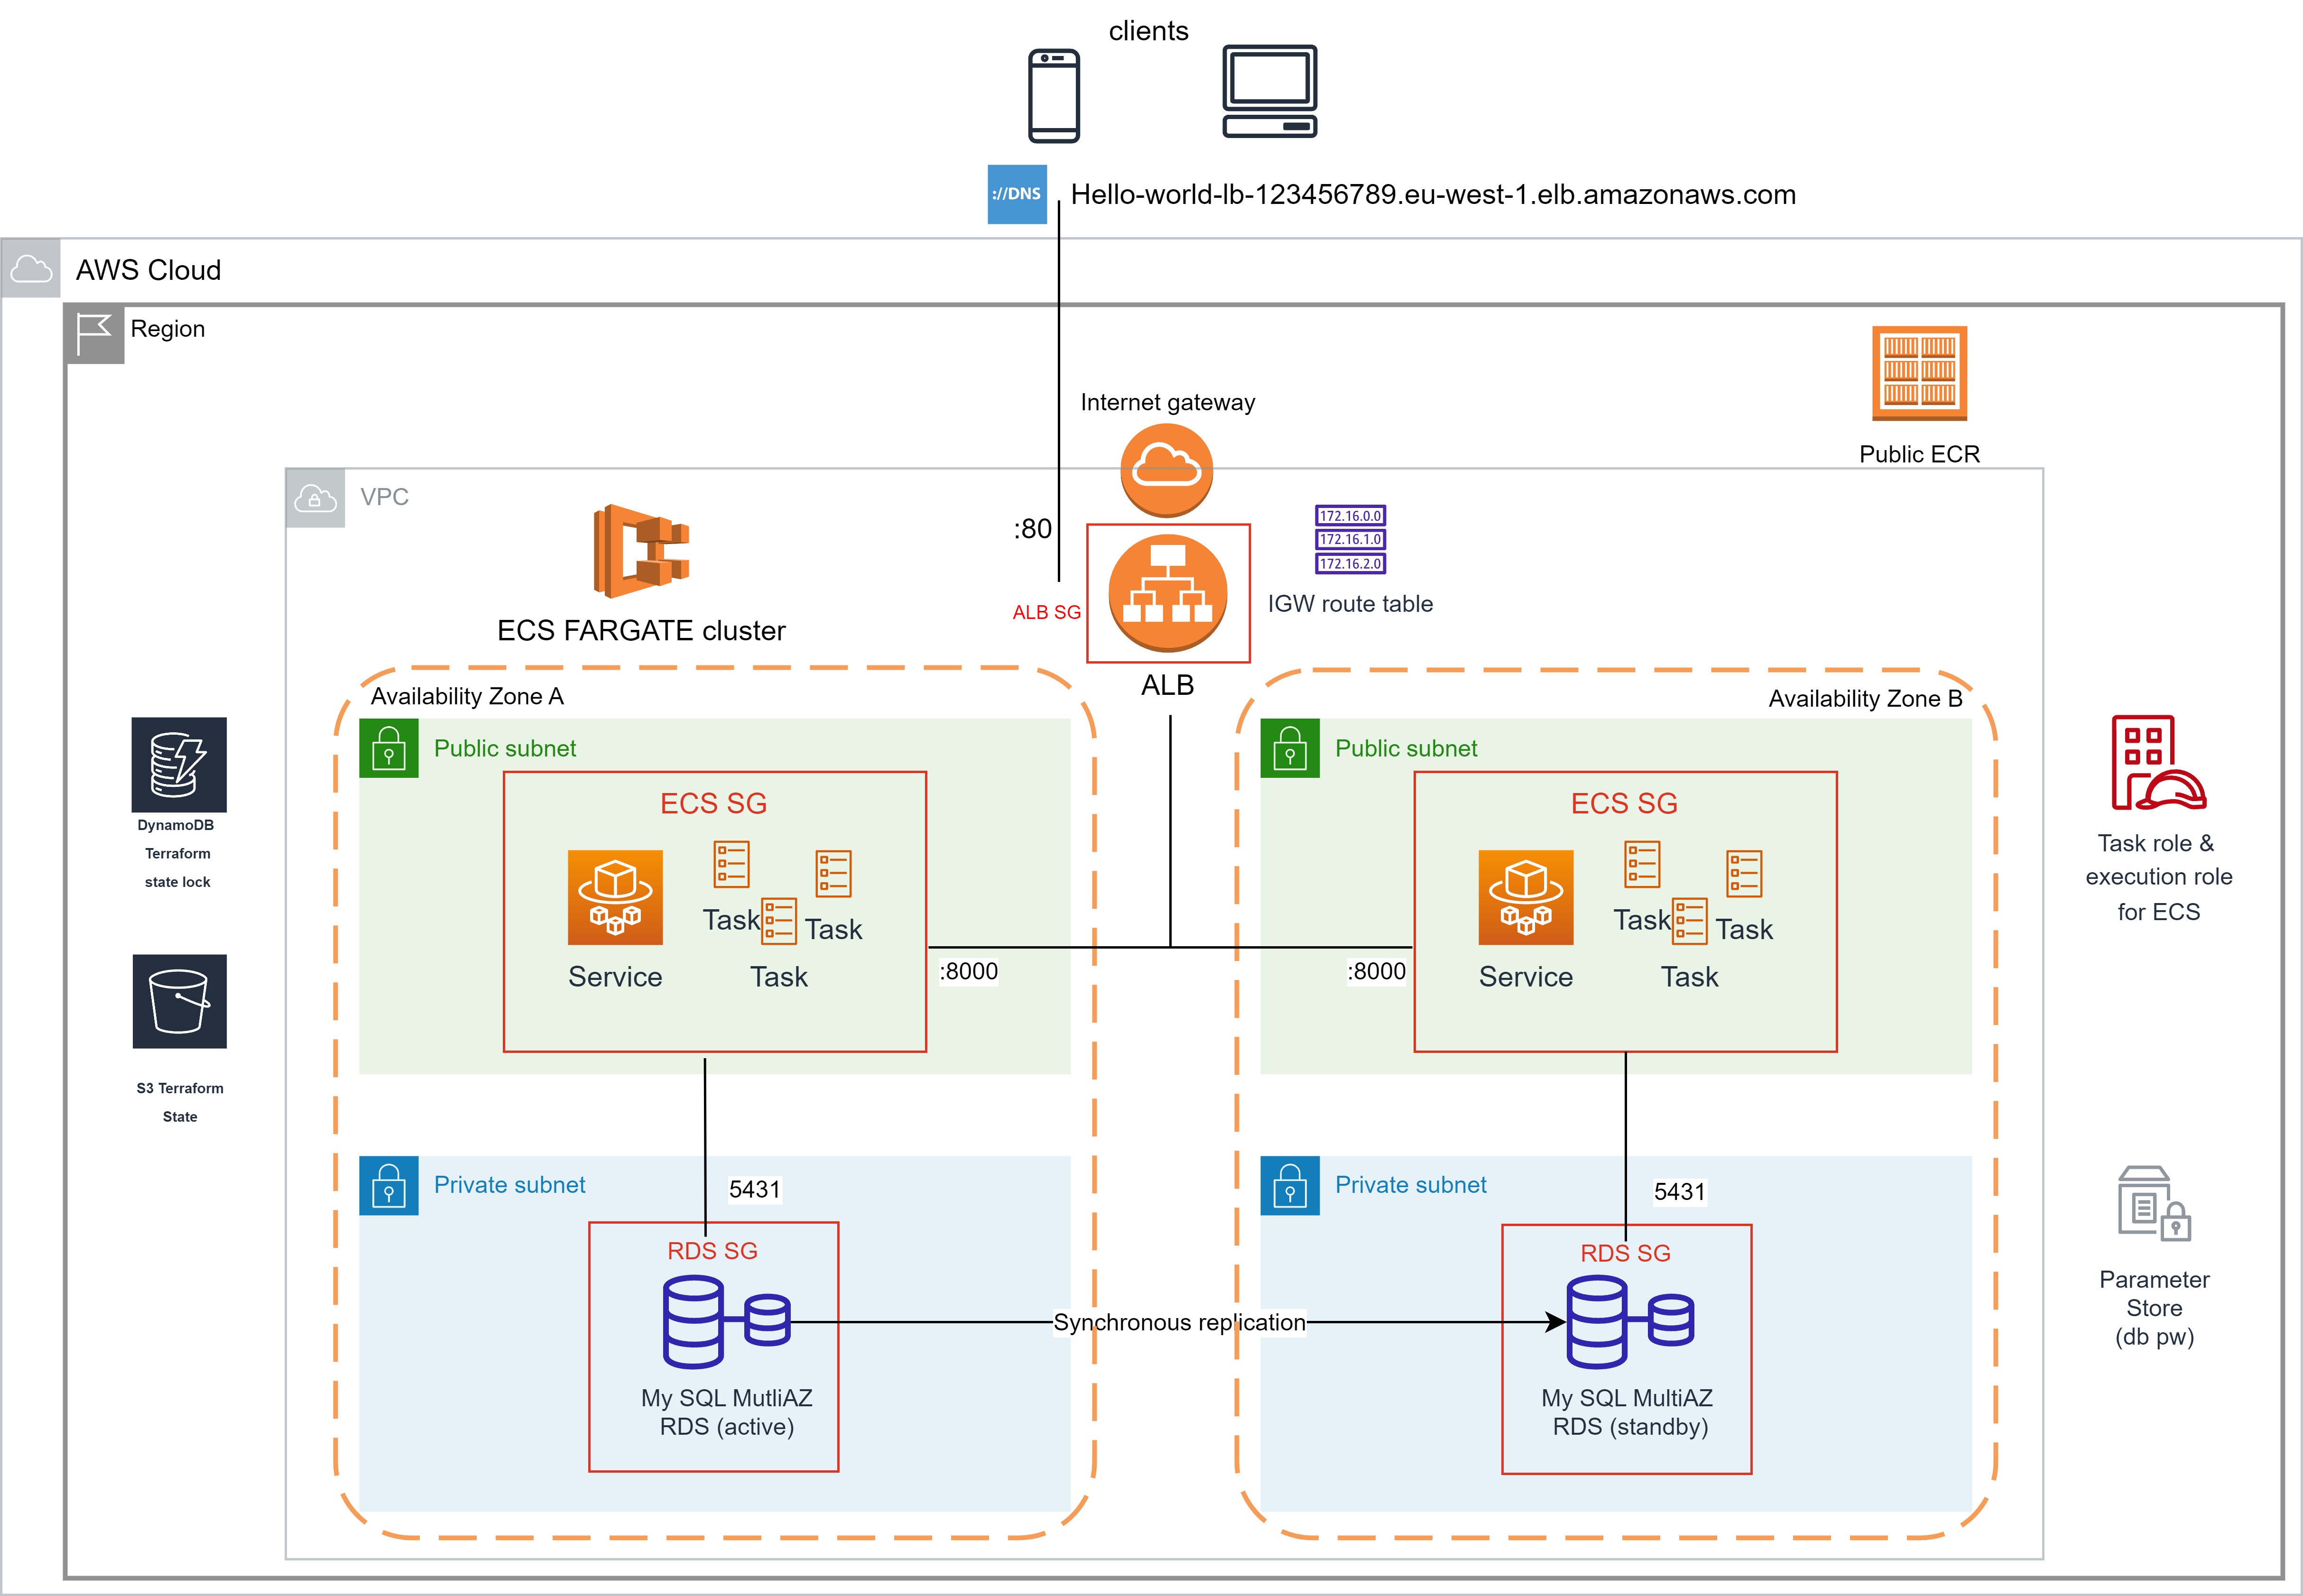 clients
://DNS
Hello-world-lb-123456789.eu-west-1.elb.amazonaws.com
AWS Cloud
Region
Internet gateway
Public ECR
VPC
:80
172.16.0.0
172.16.1.0
172.16.2.0
ALB SG
IGW route table
ECS FARGATE cluster
ALB
Availability Zone A
Availability Zone B
Public subnet
Public subnet
ECS SG
ECS SG
DynamoDB
Terraform
state lock
Task
Task
Service
Task
Task
Task
Service
Task
:8000
:8000
Task role &
execution role
for ECS
S3 Terraform
State
Private subnet
5431
Private subnet
5431
RDS SG
RDS SG
Synchronous replication
My SQL MutliAZ
RDS (active)
My SQL MultiAZ
RDS (standby)
Parameter
Store
(db pw)